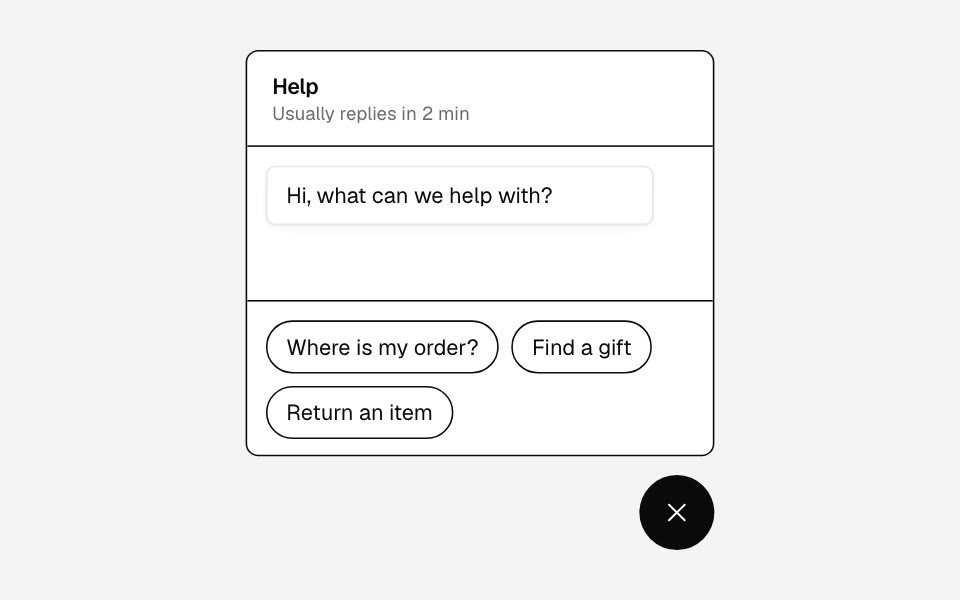 Help
Usually replies in 2 min
Hi, what can we help with?
Where is my order?
Find a gift
Return an item